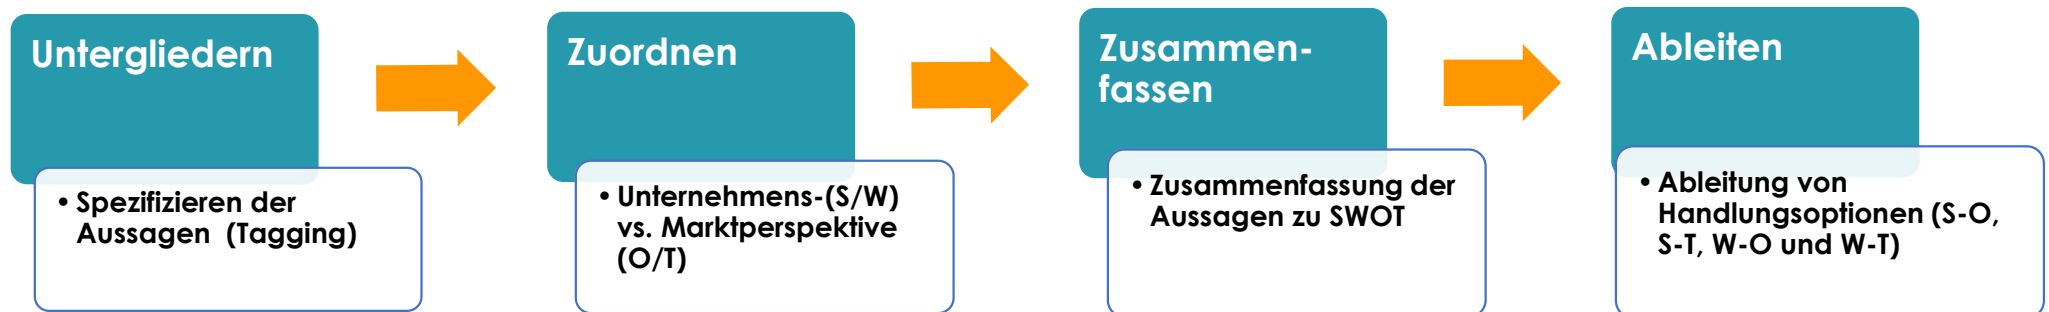 Untergliedern
• Spezifizieren der
Aussagen (Tagging)
Zuordnen
• Unternehmens-(S/W)
vs. Marktperspektive
(O/T)
Zusammen-
fassen
• Zusammenfassung der
Aussagen zu SWOT
Ableiten
• Ableitung von
Handlungsoptionen (S-O,
S-T, W-O und W-T)